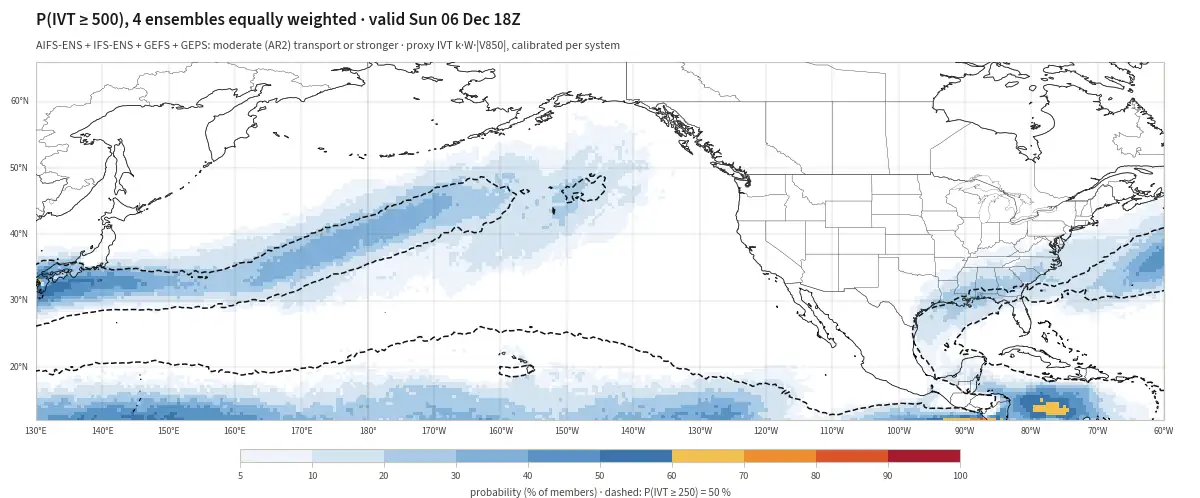 P(IVT ≥ 500), 4 ensembles equally weighted · valid Sun 06 Dec 18Z
AIFS-ENS + IFS-ENS + GEFS + GEPS: moderate (AR2) transport or stronger · proxy IVT k·W·|V850|, calibrated per system
60°N
50°N
40°N
30°N
20°N
130°E 140°E 150°E 160°E 170°E 180° 170°W 160°W 150°W 140°W 130°W 120°W 110°W 100°W 90°W 80°W 70°W 60°W
5 10 20 30 40 50 60 70 80 90 100
probability (% of members) · dashed: P(IVT ≥ 250) = 50 %